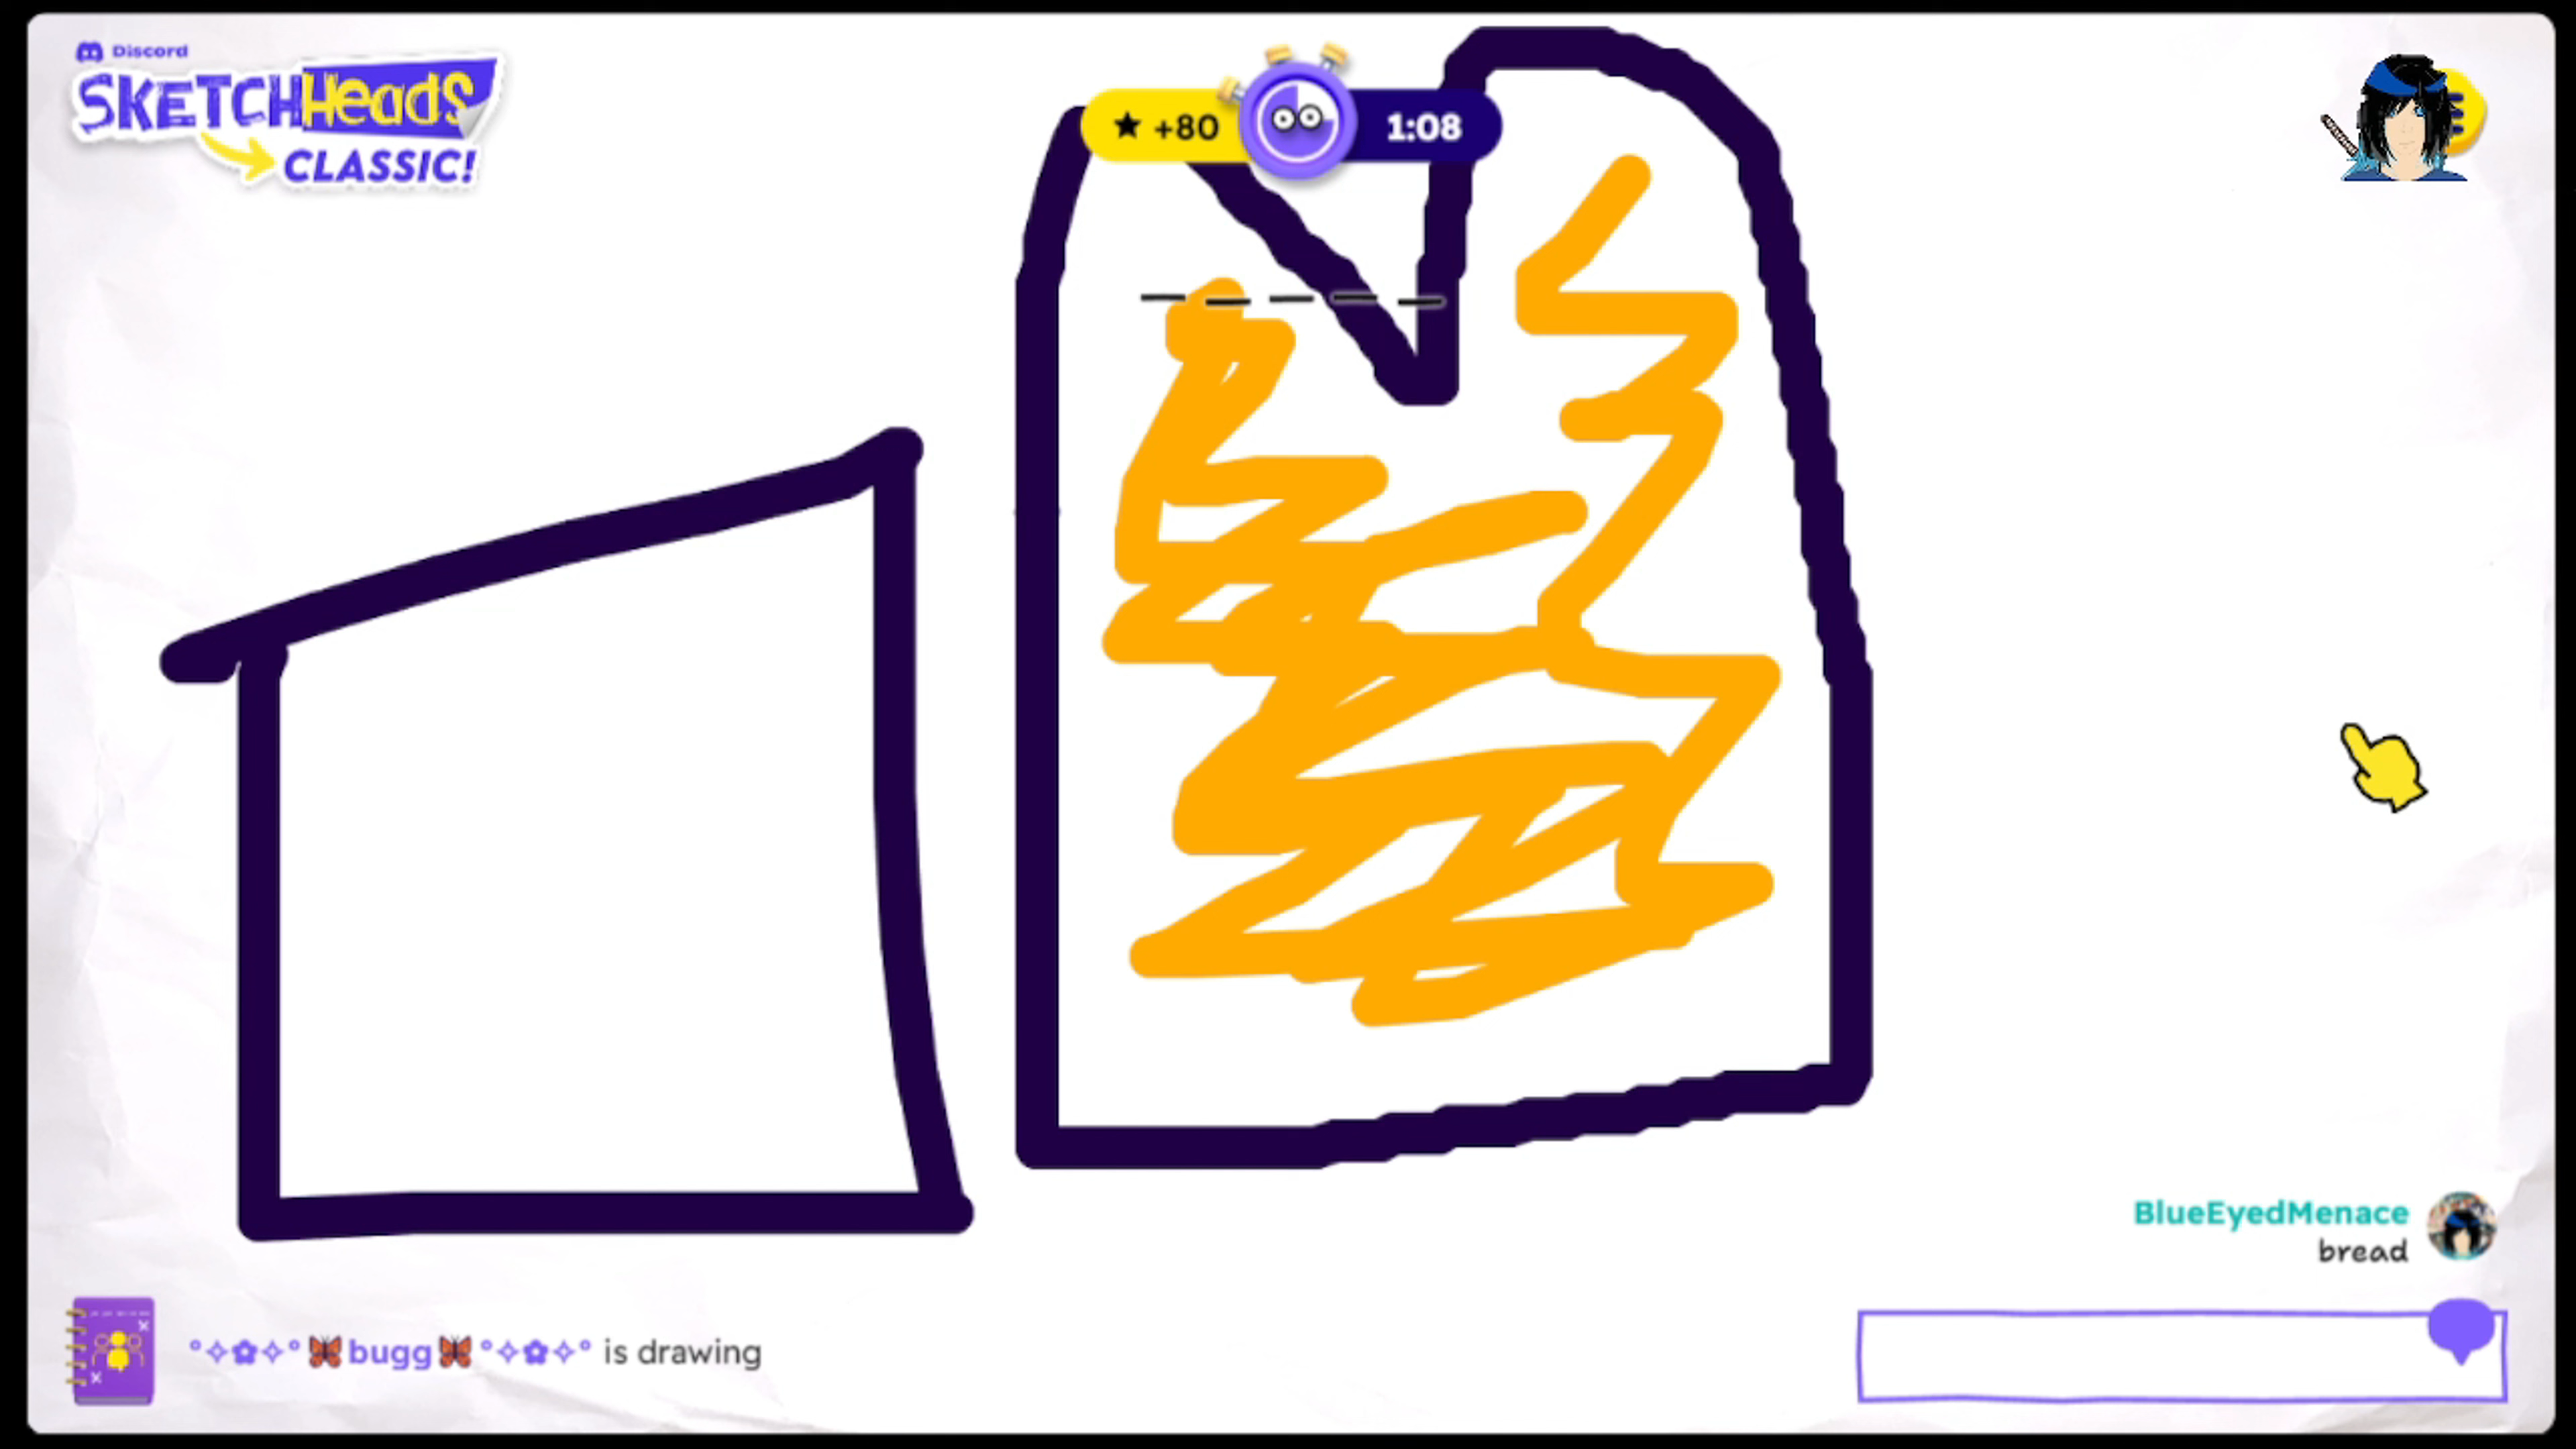 Discord
SKETCHHeadS
CLASSIC!
+80
1:08
BlueEyedMenace
bread
°✧✿✧°🦋bugg🦋°✧✿✧° is drawing